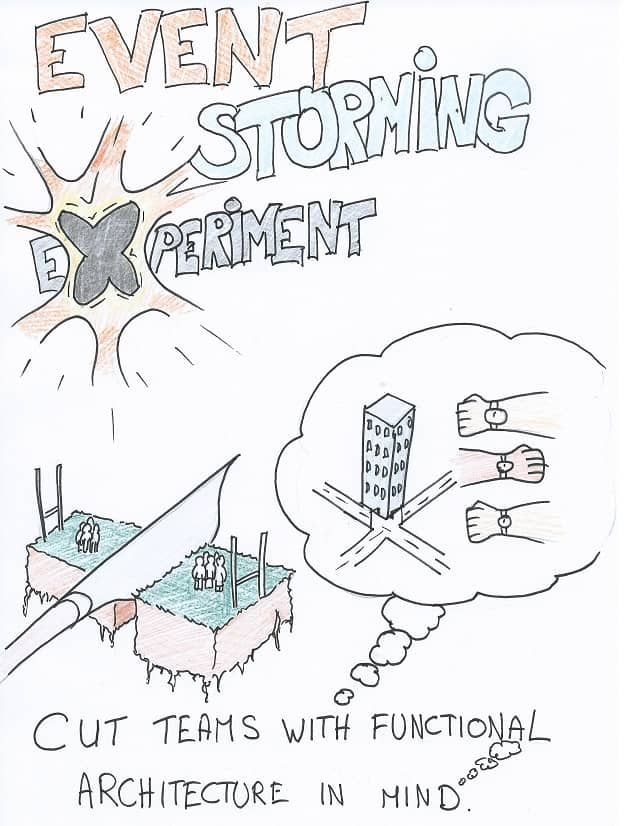 EVENT
STORMING
EXPERIMENT
CUT TEAMS WITH FUNCTIONAL
ARCHITECTURE IN MIND.